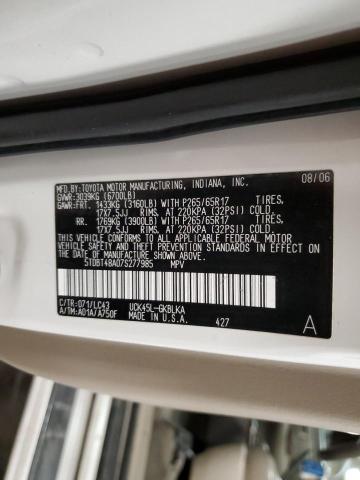 MFD. BY: TOYOTA MOTOR MANUFACTURING, INDIANA, INC. 08/06
GVWR: 3039KG (6700LB)
GAWR: FRT. 1433KG (3160LB) WITH P265/65R17 TIRES,
17X7.5JJ RIMS, AT 220KPA (32PSI) COLD.
RR. 1769KG (3900LB) WITH P265/65R17 TIRES,
17X7.5JJ RIMS, AT 220KPA (32PSI) COLD.
THIS VEHICLE CONFORMS TO ALL APPLICABLE FEDERAL
MOTOR VEHICLE SAFETY AND THEFT PREVENTION STANDARDS
IN EFFECT ON THE DATE OF MANUFACTURE SHOWN ABOVE.
5TDBT48A07S277985 MPV
C/TR: 071/LC43 UCK45L-GKBLKA
A/TM: A01A/A750F MADE IN U.S.A. 427
A